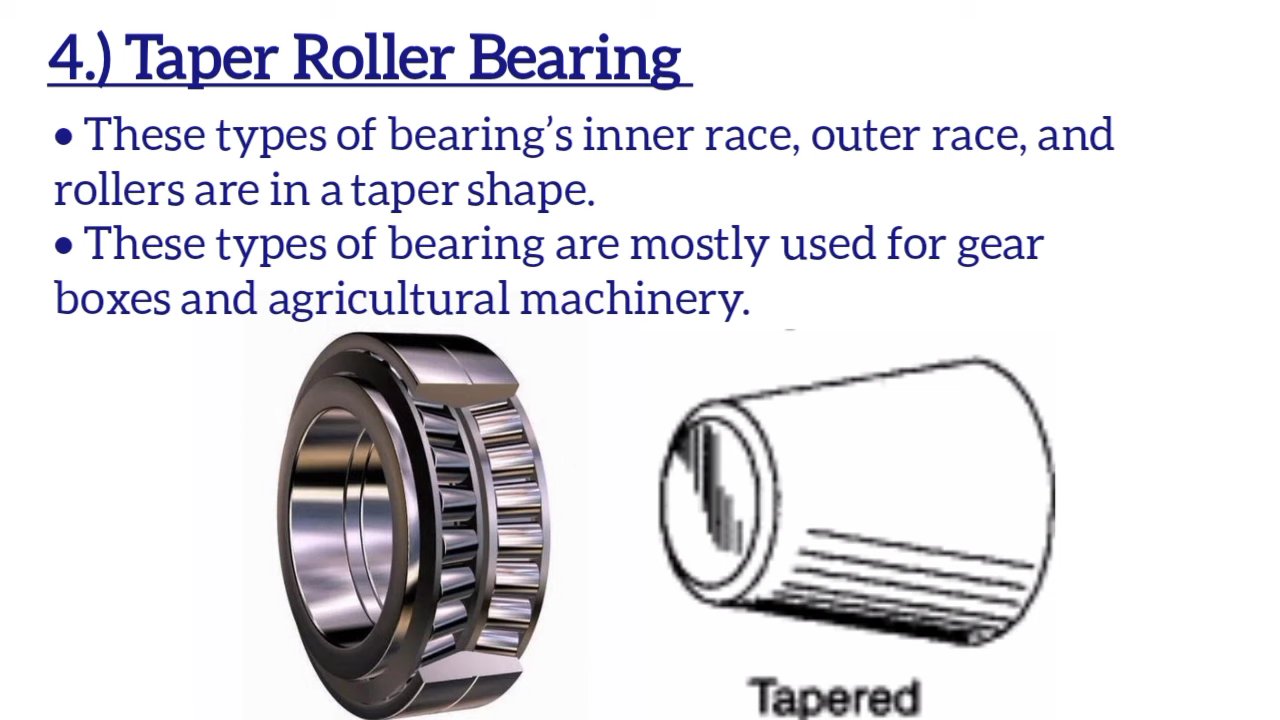 4.) Taper Roller Bearing
• These types of bearing’s inner race, outer race, and
rollers are in a taper shape.
• These types of bearing are mostly used for gear
boxes and agricultural machinery.
Tapered